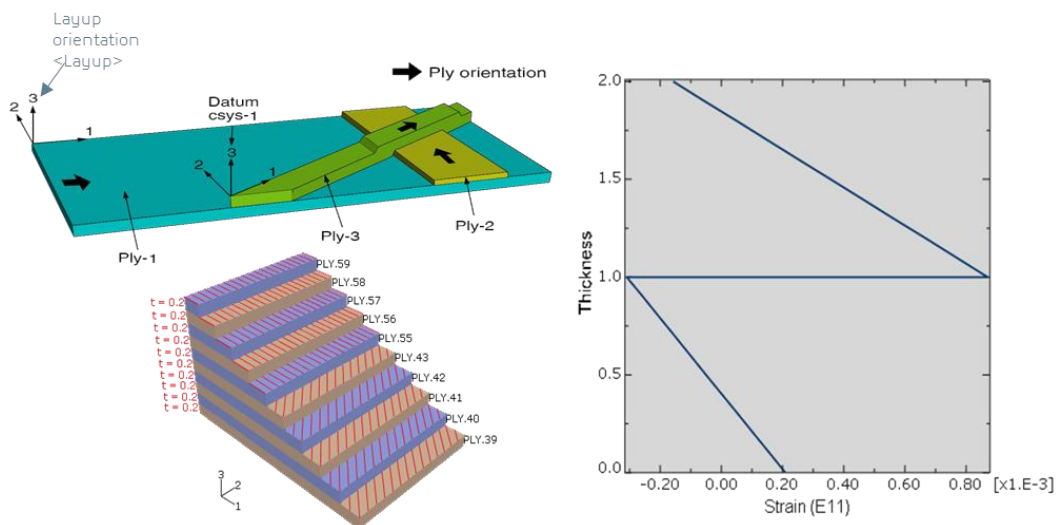 Layup
orientation
<Layup>
Ply orientation
3
2
1
Datum
csys-1
3
2
1
Ply-1
Ply-3
Ply-2
t = 0.2
t = 0.2
t = 0.2
t = 0.2
t = 0.2
t = 0.2
t = 0.2
t = 0.2
t = 0.2
t = 0.2
PLY.59
PLY.58
PLY.57
PLY.56
PLY.55
PLY.43
PLY.42
PLY.41
PLY.40
PLY.39
3
2
1
Thickness
2.0
1.5
1.0
0.5
0.0
-0.20 0.00 0.20 0.40 0.60 0.80 [x1.E-3]
Strain (E11)